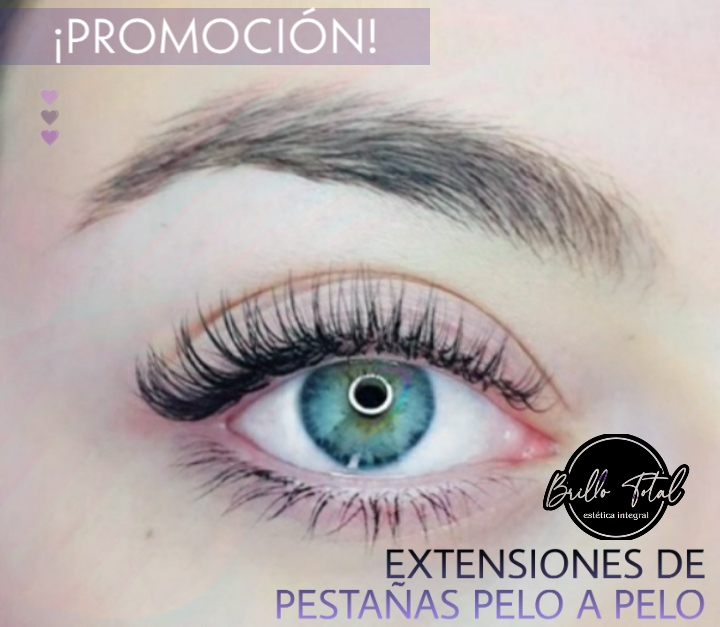 ¡PROMOCIÓN!
Brillo Total
estética integral
EXTENSIONES DE
PESTAÑAS PELO A PELO